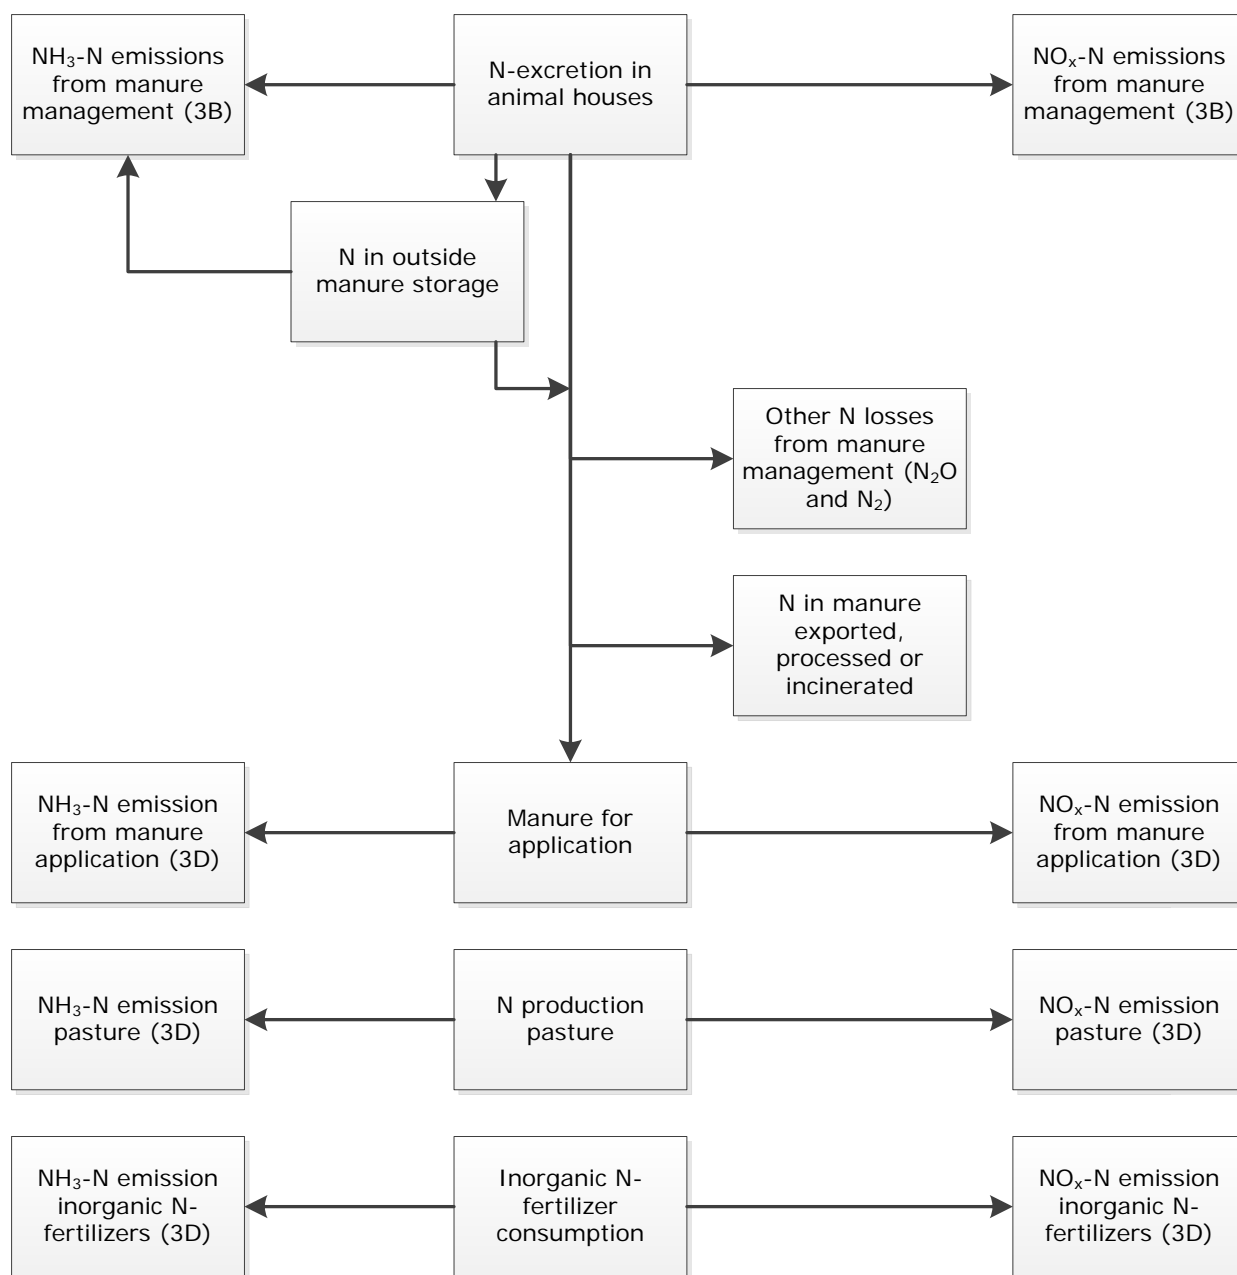 NH₃-N emissions
from manure
management (3B)
N-excretion in
animal houses
NOₓ-N emissions
from manure
management (3B)
N in outside
manure storage
Other N losses
from manure
management (N₂O
and N₂)
N in manure
exported,
processed or
incinerated
NH₃-N emission
from manure
application (3D)
Manure for
application
NOₓ-N emission
from manure
application (3D)
NH₃-N emission
pasture (3D)
N production
pasture
NOₓ-N emission
pasture (3D)
NH₃-N emission
inorganic N-
fertilizers (3D)
Inorganic N-
fertilizer
consumption
NOₓ-N emission
inorganic N-
fertilizers (3D)